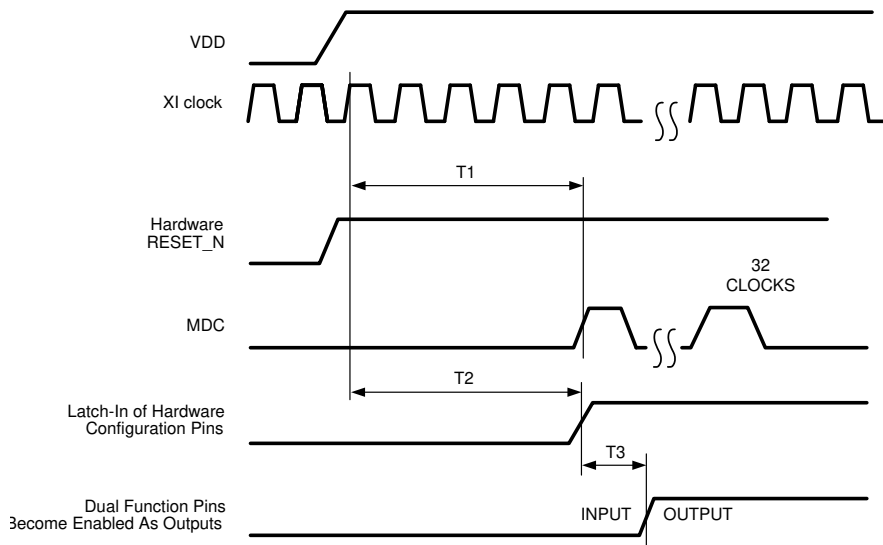 VDD
XI clock
T1
Hardware
RESET_N
32
CLOCKS
MDC
T2
Latch-In of Hardware
Configuration Pins
T3
Dual Function Pins
Become Enabled As Outputs
INPUT
OUTPUT